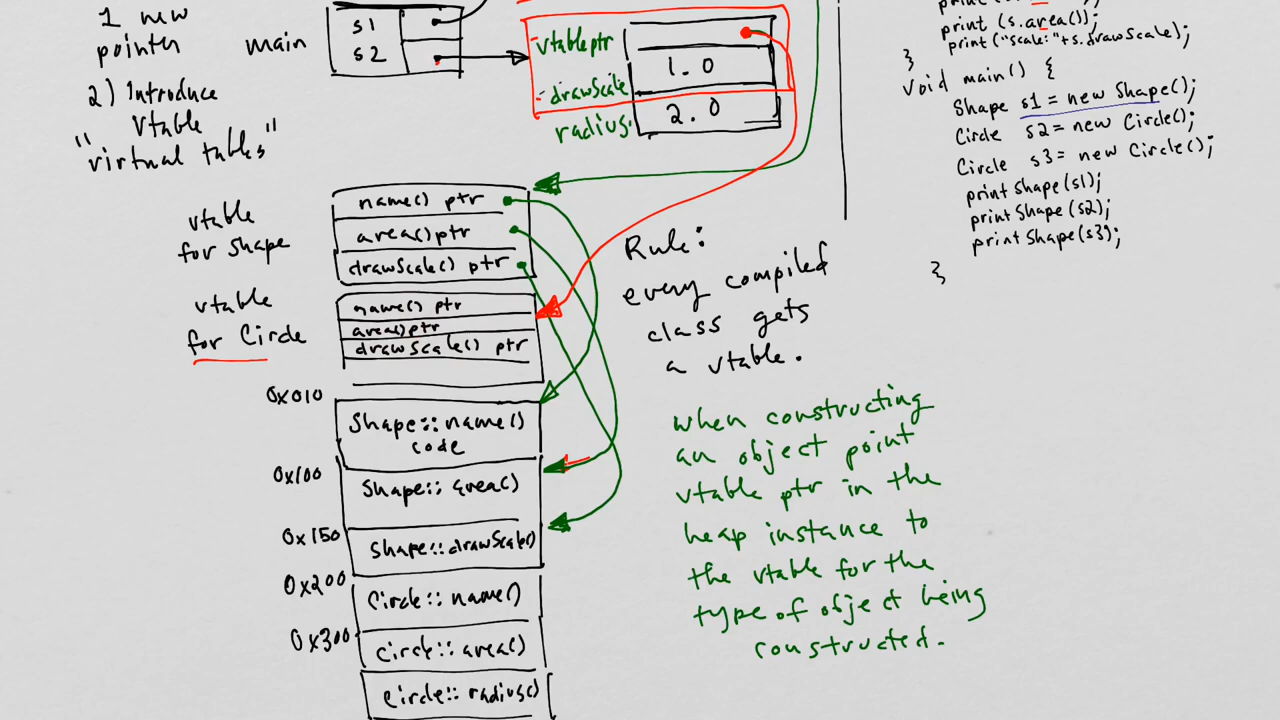 1 new
pointer
main
s1
s2
2) Introduce
vtable
"virtual tables"
vtableptr
drawScale
radius:
1.0
2.0
print (s.area());
print ("scale:"+s.drawScale);
}
void main() {
Shape s1 = new Shape();
Circle s2 = new Circle();
Circle s3 = new Circle();
printShape(s1);
printShape(s2);
printShape(s3);
}
vtable
for shape
name() ptr
area() ptr
drawScale() ptr
vtable
for Circle
name() ptr
area() ptr
drawScale() ptr
Rule:
every compiled
class gets
a vtable.
0x010
Shape::name()
code
0x100
Shape::area()
0x150
Shape::drawScale()
0x200
Circle::name()
0x300
Circle::area()
Circle::radius()
when constructing
an object point
vtable ptr in the
heap instance to
the vtable for the
type of object being
constructed.